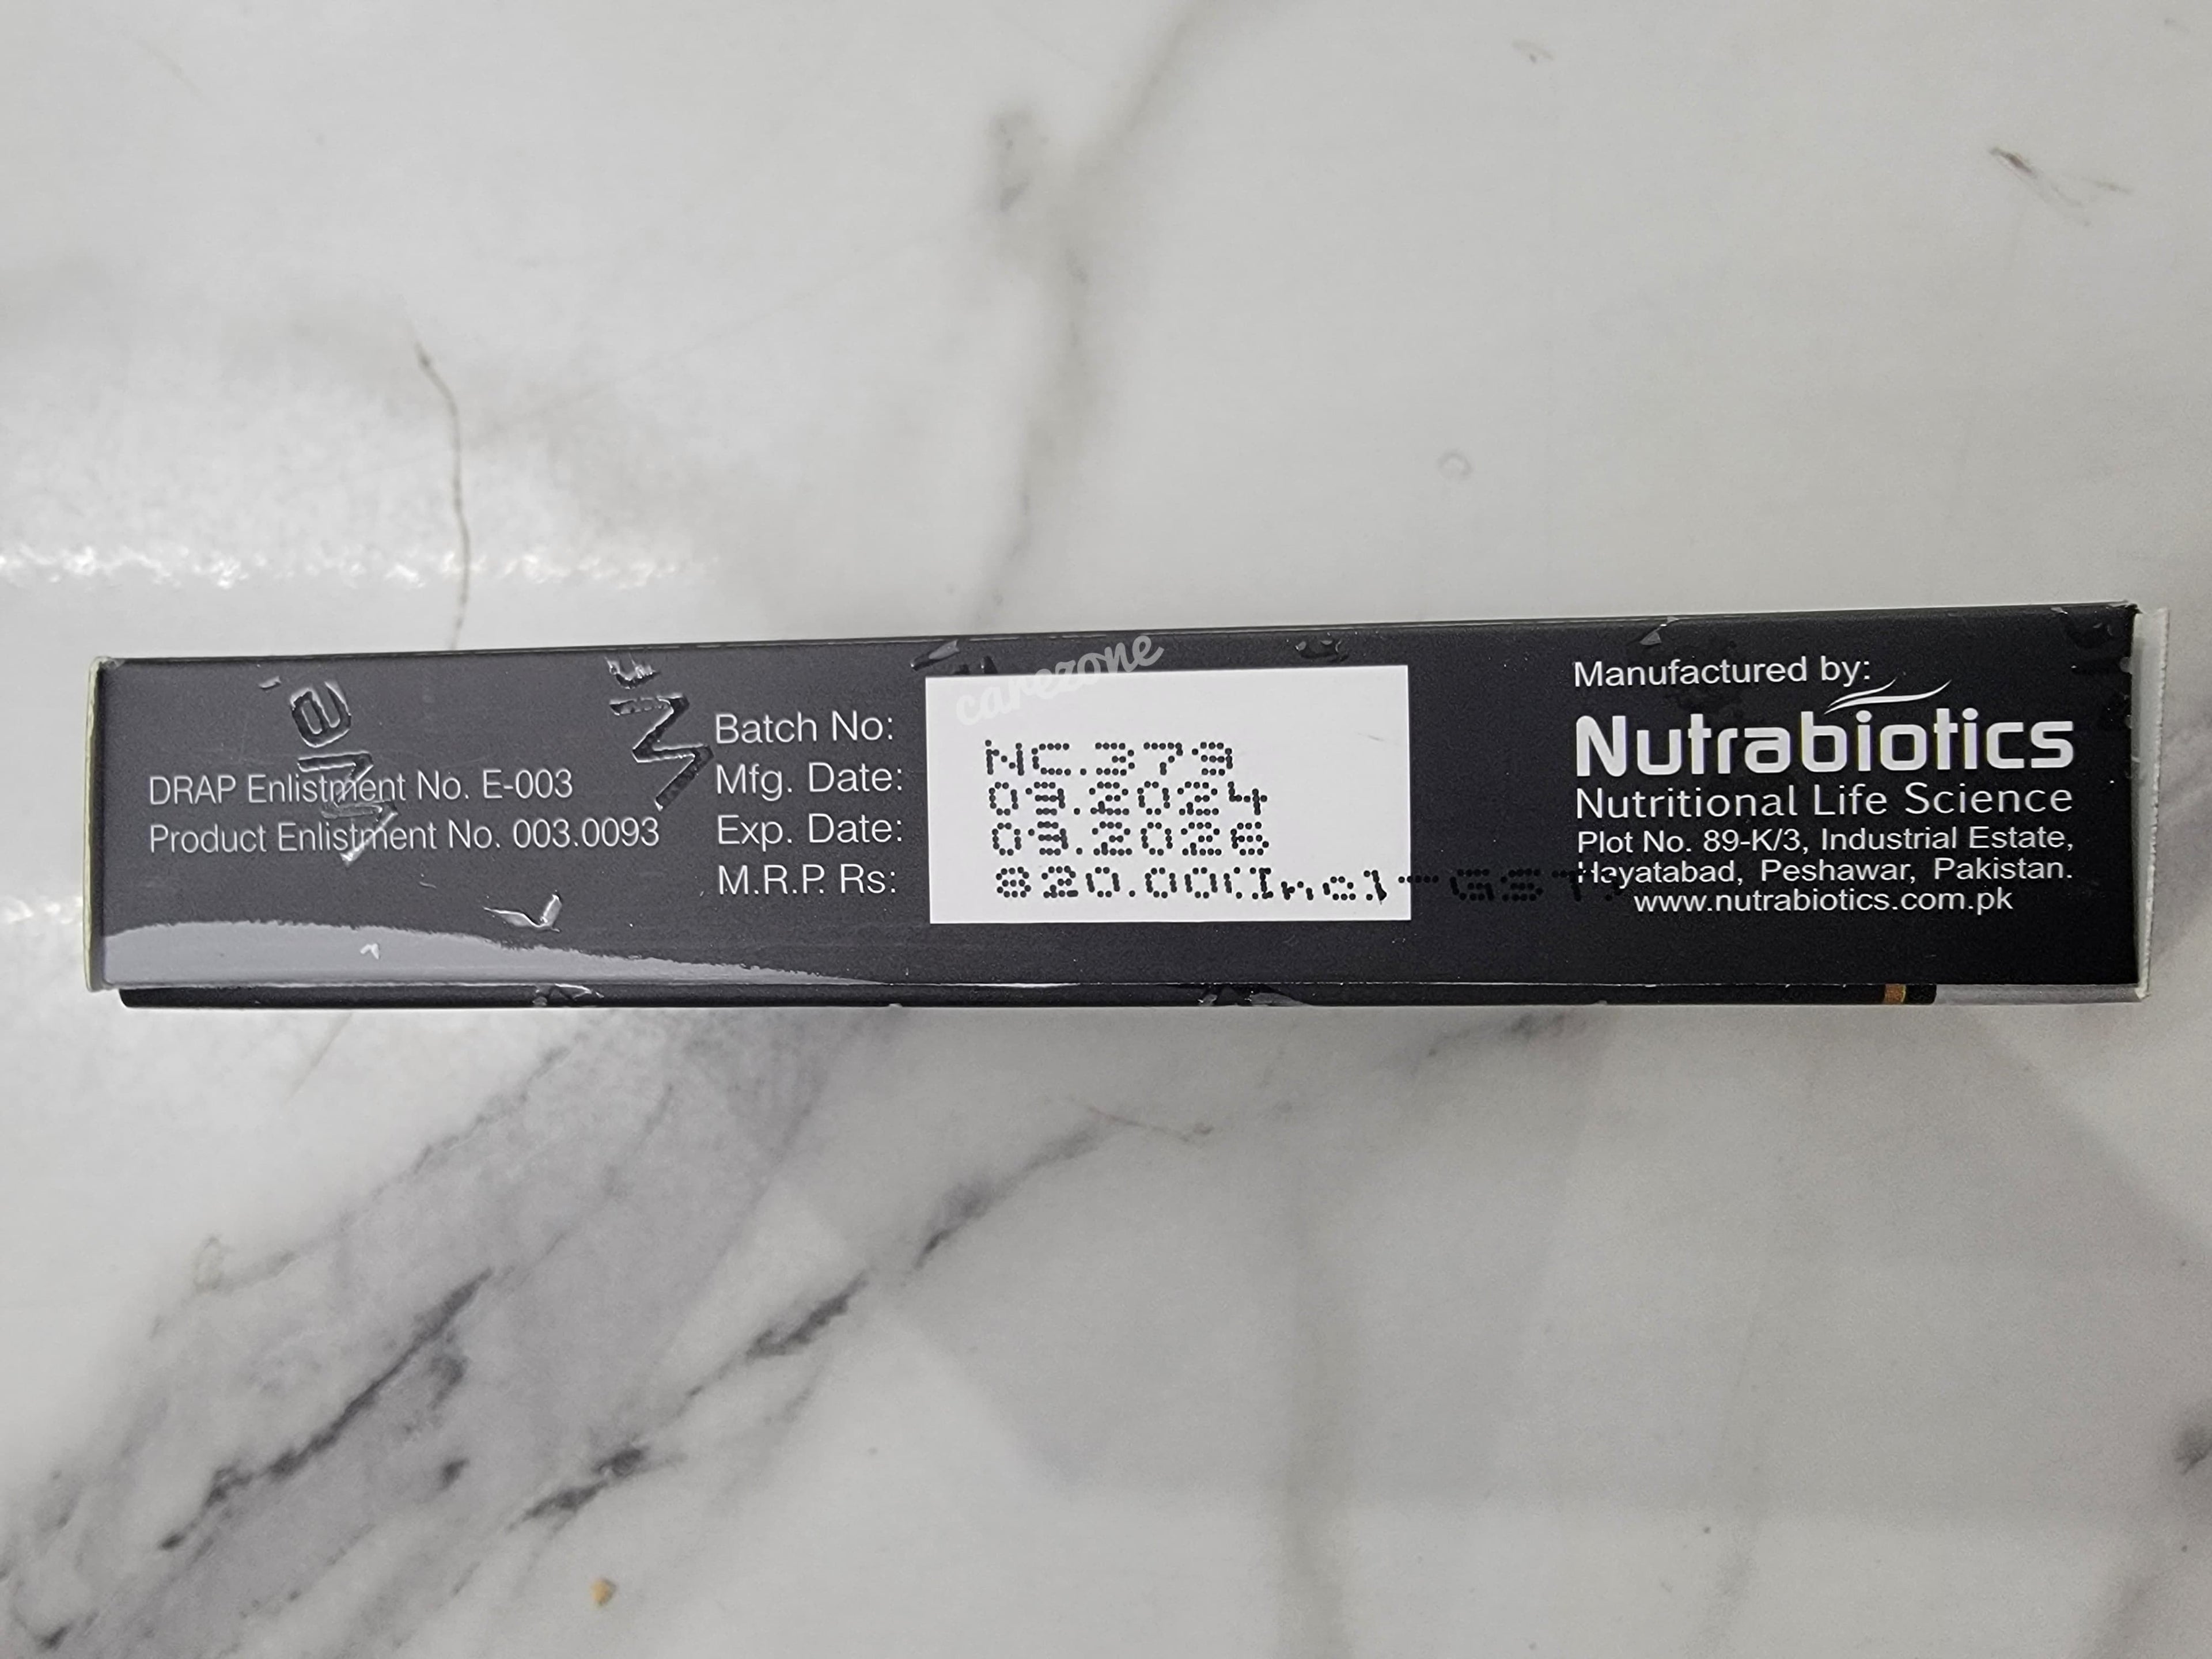 DRAP Enlistment No. E-003
Product Enlistment No. 003.0093
Batch No: NC.373
Mfg. Date: 09.2024
Exp. Date: 09.2026
M.R.P. Rs: 820.00(Incl-GST)
carezone
Manufactured by:
Nutrabiotics
Nutritional Life Science
Plot No. 89-K/3, Industrial Estate,
Hayatabad, Peshawar, Pakistan.
www.nutrabiotics.com.pk